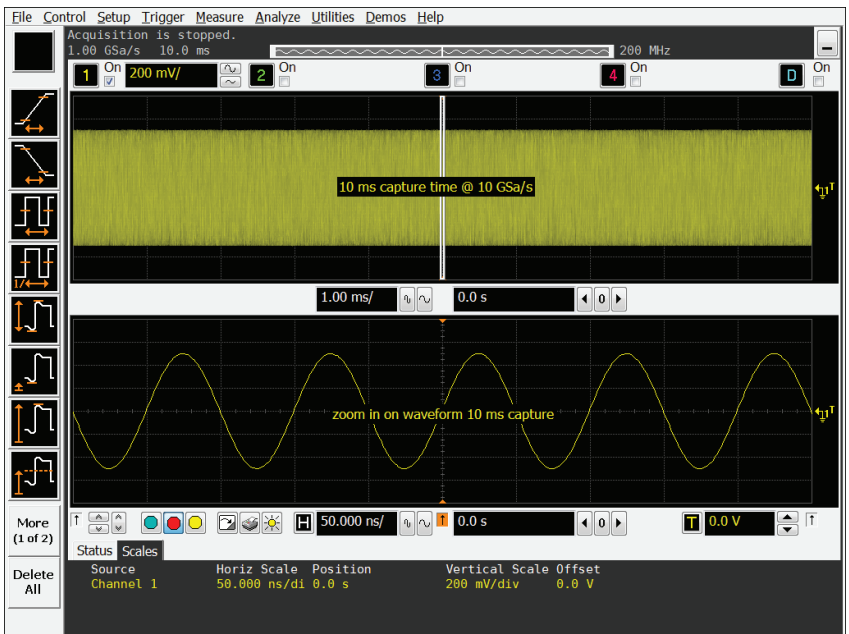 File Control Setup Trigger Measure Analyze Utilities Demos Help
Acquisition is stopped.
1.00 GSa/s 10.0 ms 200 MHz
1 On 200 mV/ 2 On 3 On 4 On D On
10 ms capture time @ 10 GSa/s
T
1/
1.00 ms/ 0.0 s 0
zoom in on waveform 10 ms capture
T
More
(1 of 2)
H 50.000 ns/ T 0.0 s 0 T 0.0 V
Status Scales
Delete
All
Source Horiz Scale Position Vertical Scale Offset
Channel 1 50.000 ns/di 0.0 s 200 mV/div 0.0 V